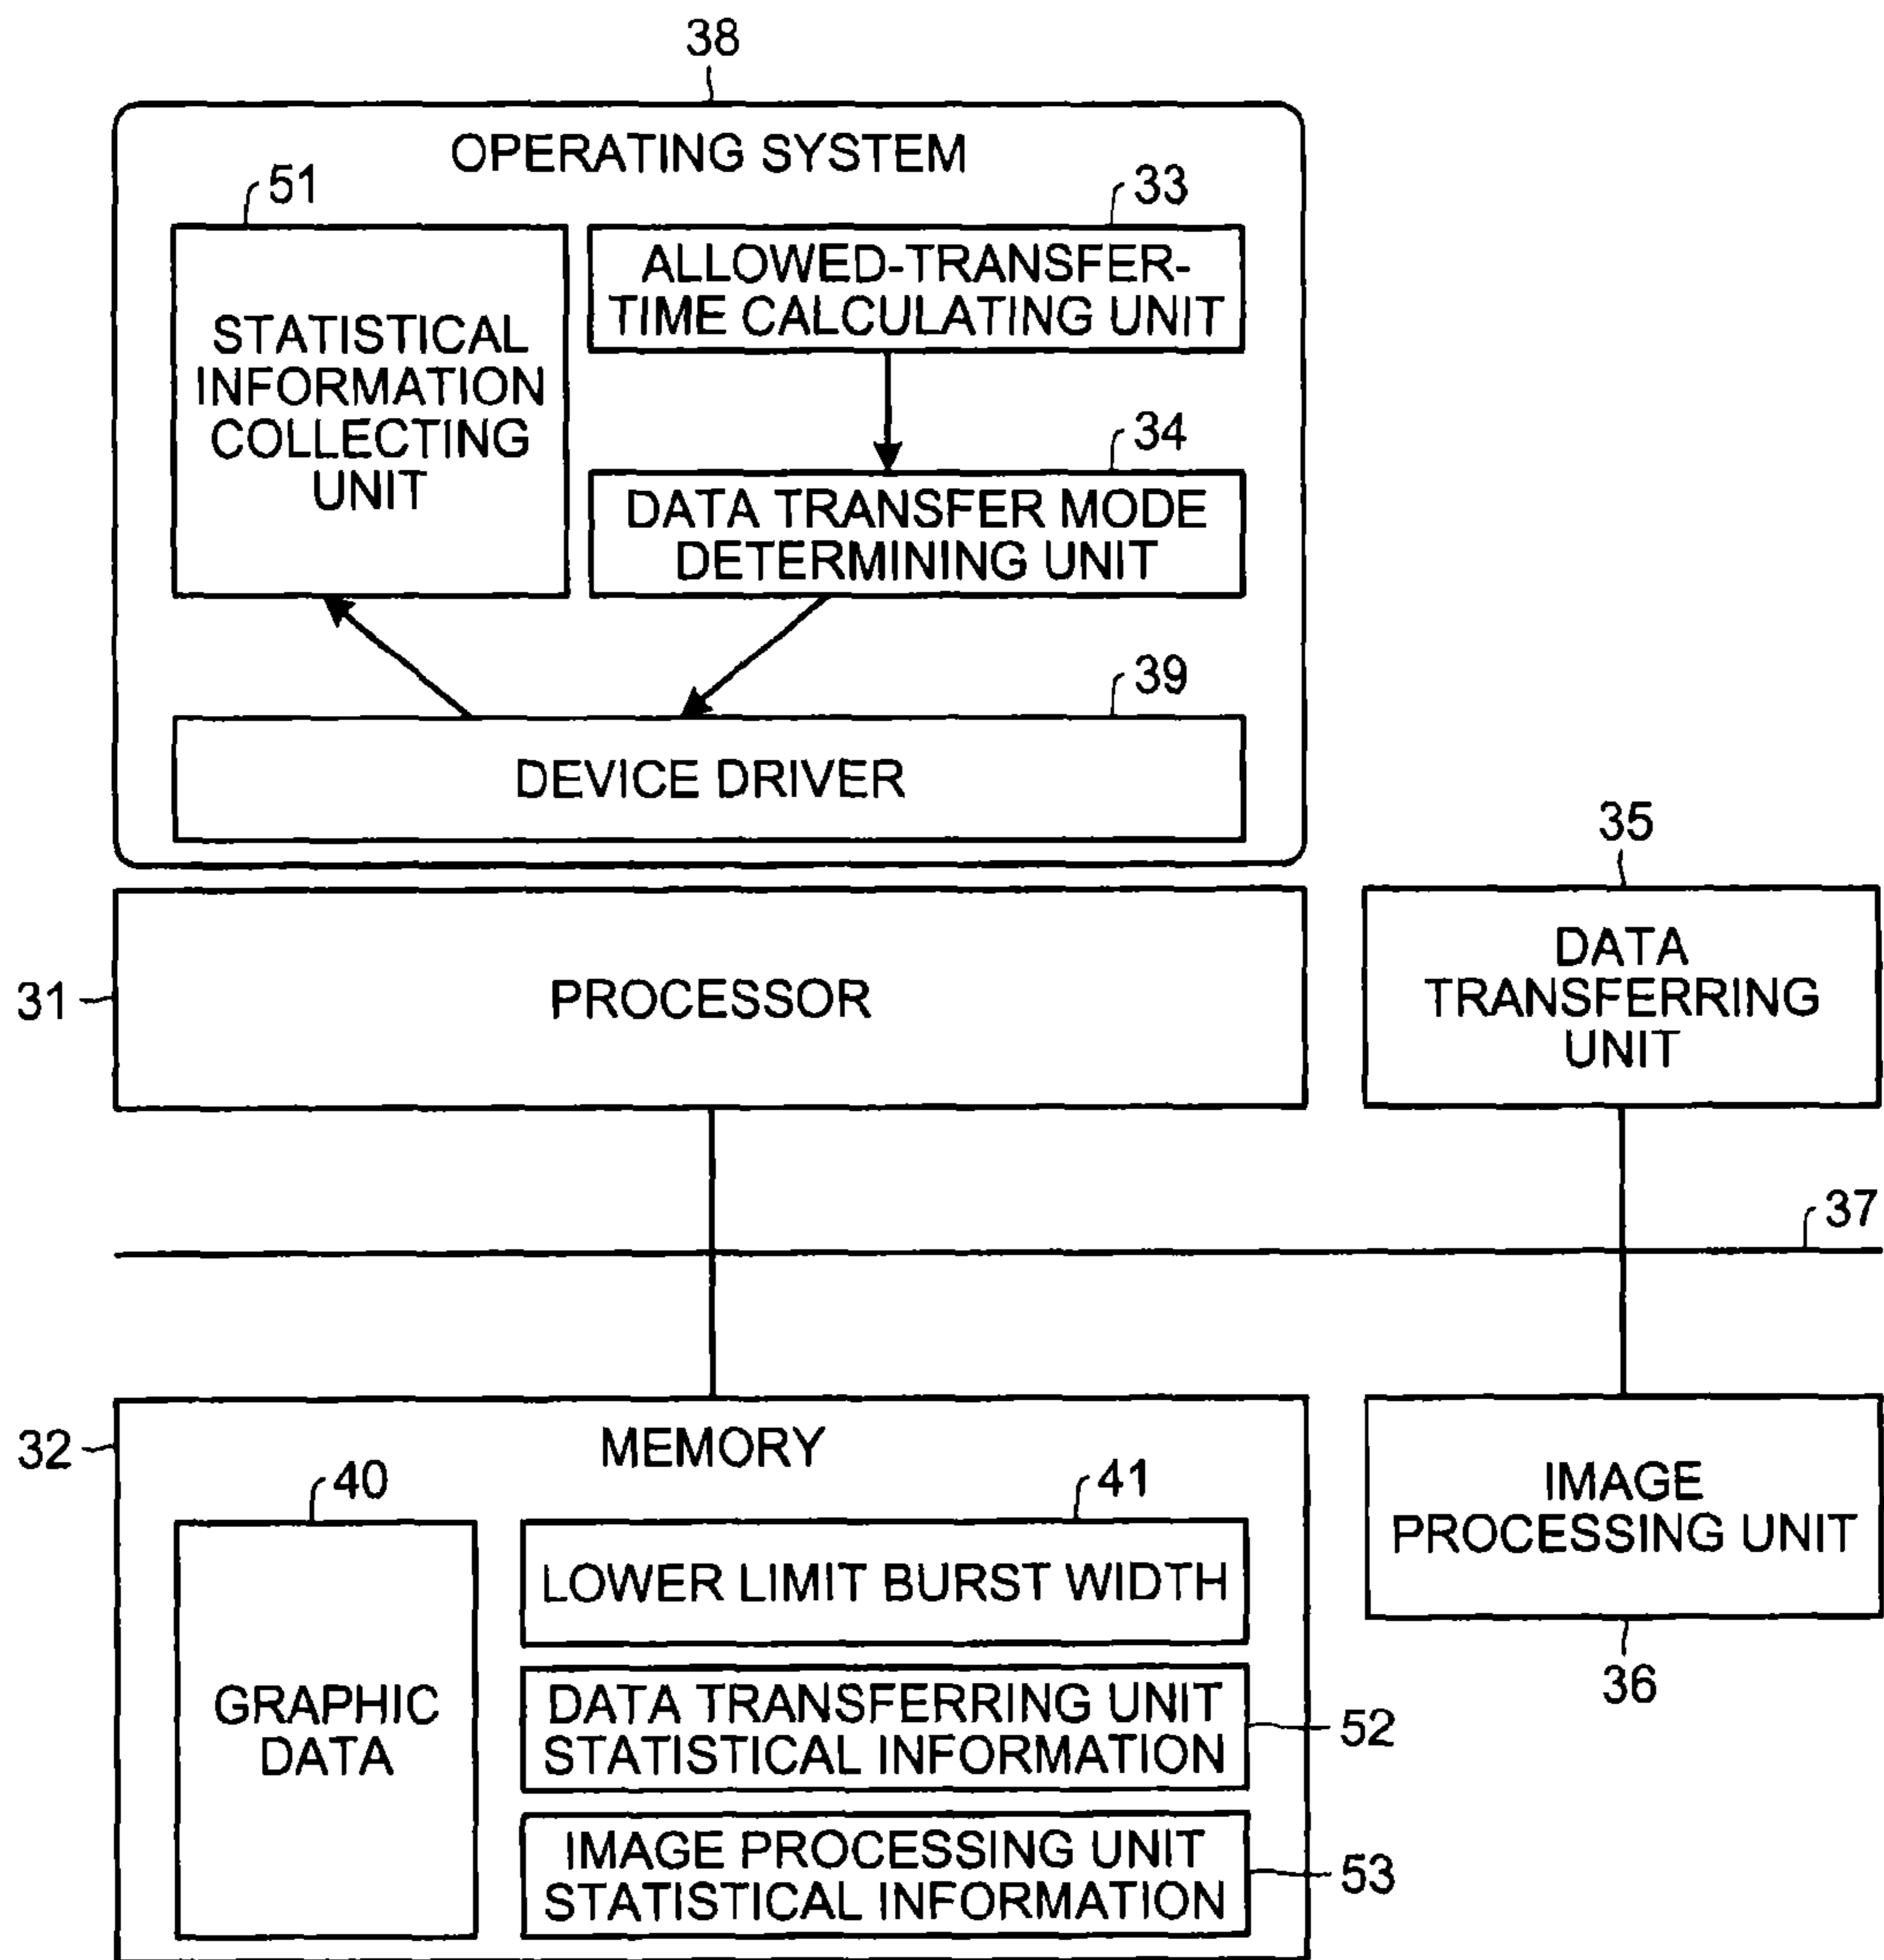 38
OPERATING SYSTEM
51
33
STATISTICAL
INFORMATION
COLLECTING
UNIT
ALLOWED-TRANSFER-
TIME CALCULATING UNIT
34
DATA TRANSFER MODE
DETERMINING UNIT
39
DEVICE DRIVER
35
31
PROCESSOR
DATA
TRANSFERRING
UNIT
37
32
MEMORY
40
41
GRAPHIC
DATA
LOWER LIMIT BURST WIDTH
DATA TRANSFERRING UNIT
STATISTICAL INFORMATION
52
IMAGE PROCESSING UNIT
STATISTICAL INFORMATION
53
IMAGE
PROCESSING UNIT
36